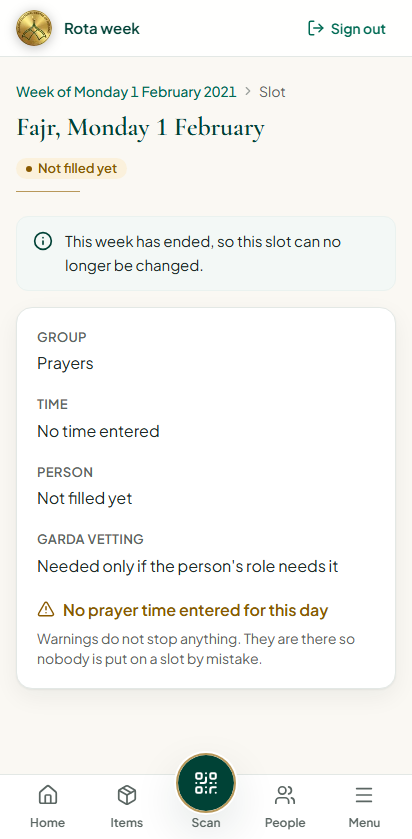 Rota week
Sign out
Week of Monday 1 February 2021 > Slot
Fajr, Monday 1 February
Not filled yet
This week has ended, so this slot can no
longer be changed.
GROUP
Prayers
TIME
No time entered
PERSON
Not filled yet
GARDA VETTING
Needed only if the person's role needs it
No prayer time entered for this day
Warnings do not stop anything. They are there so
nobody is put on a slot by mistake.
Home
Items
Scan
People
Menu